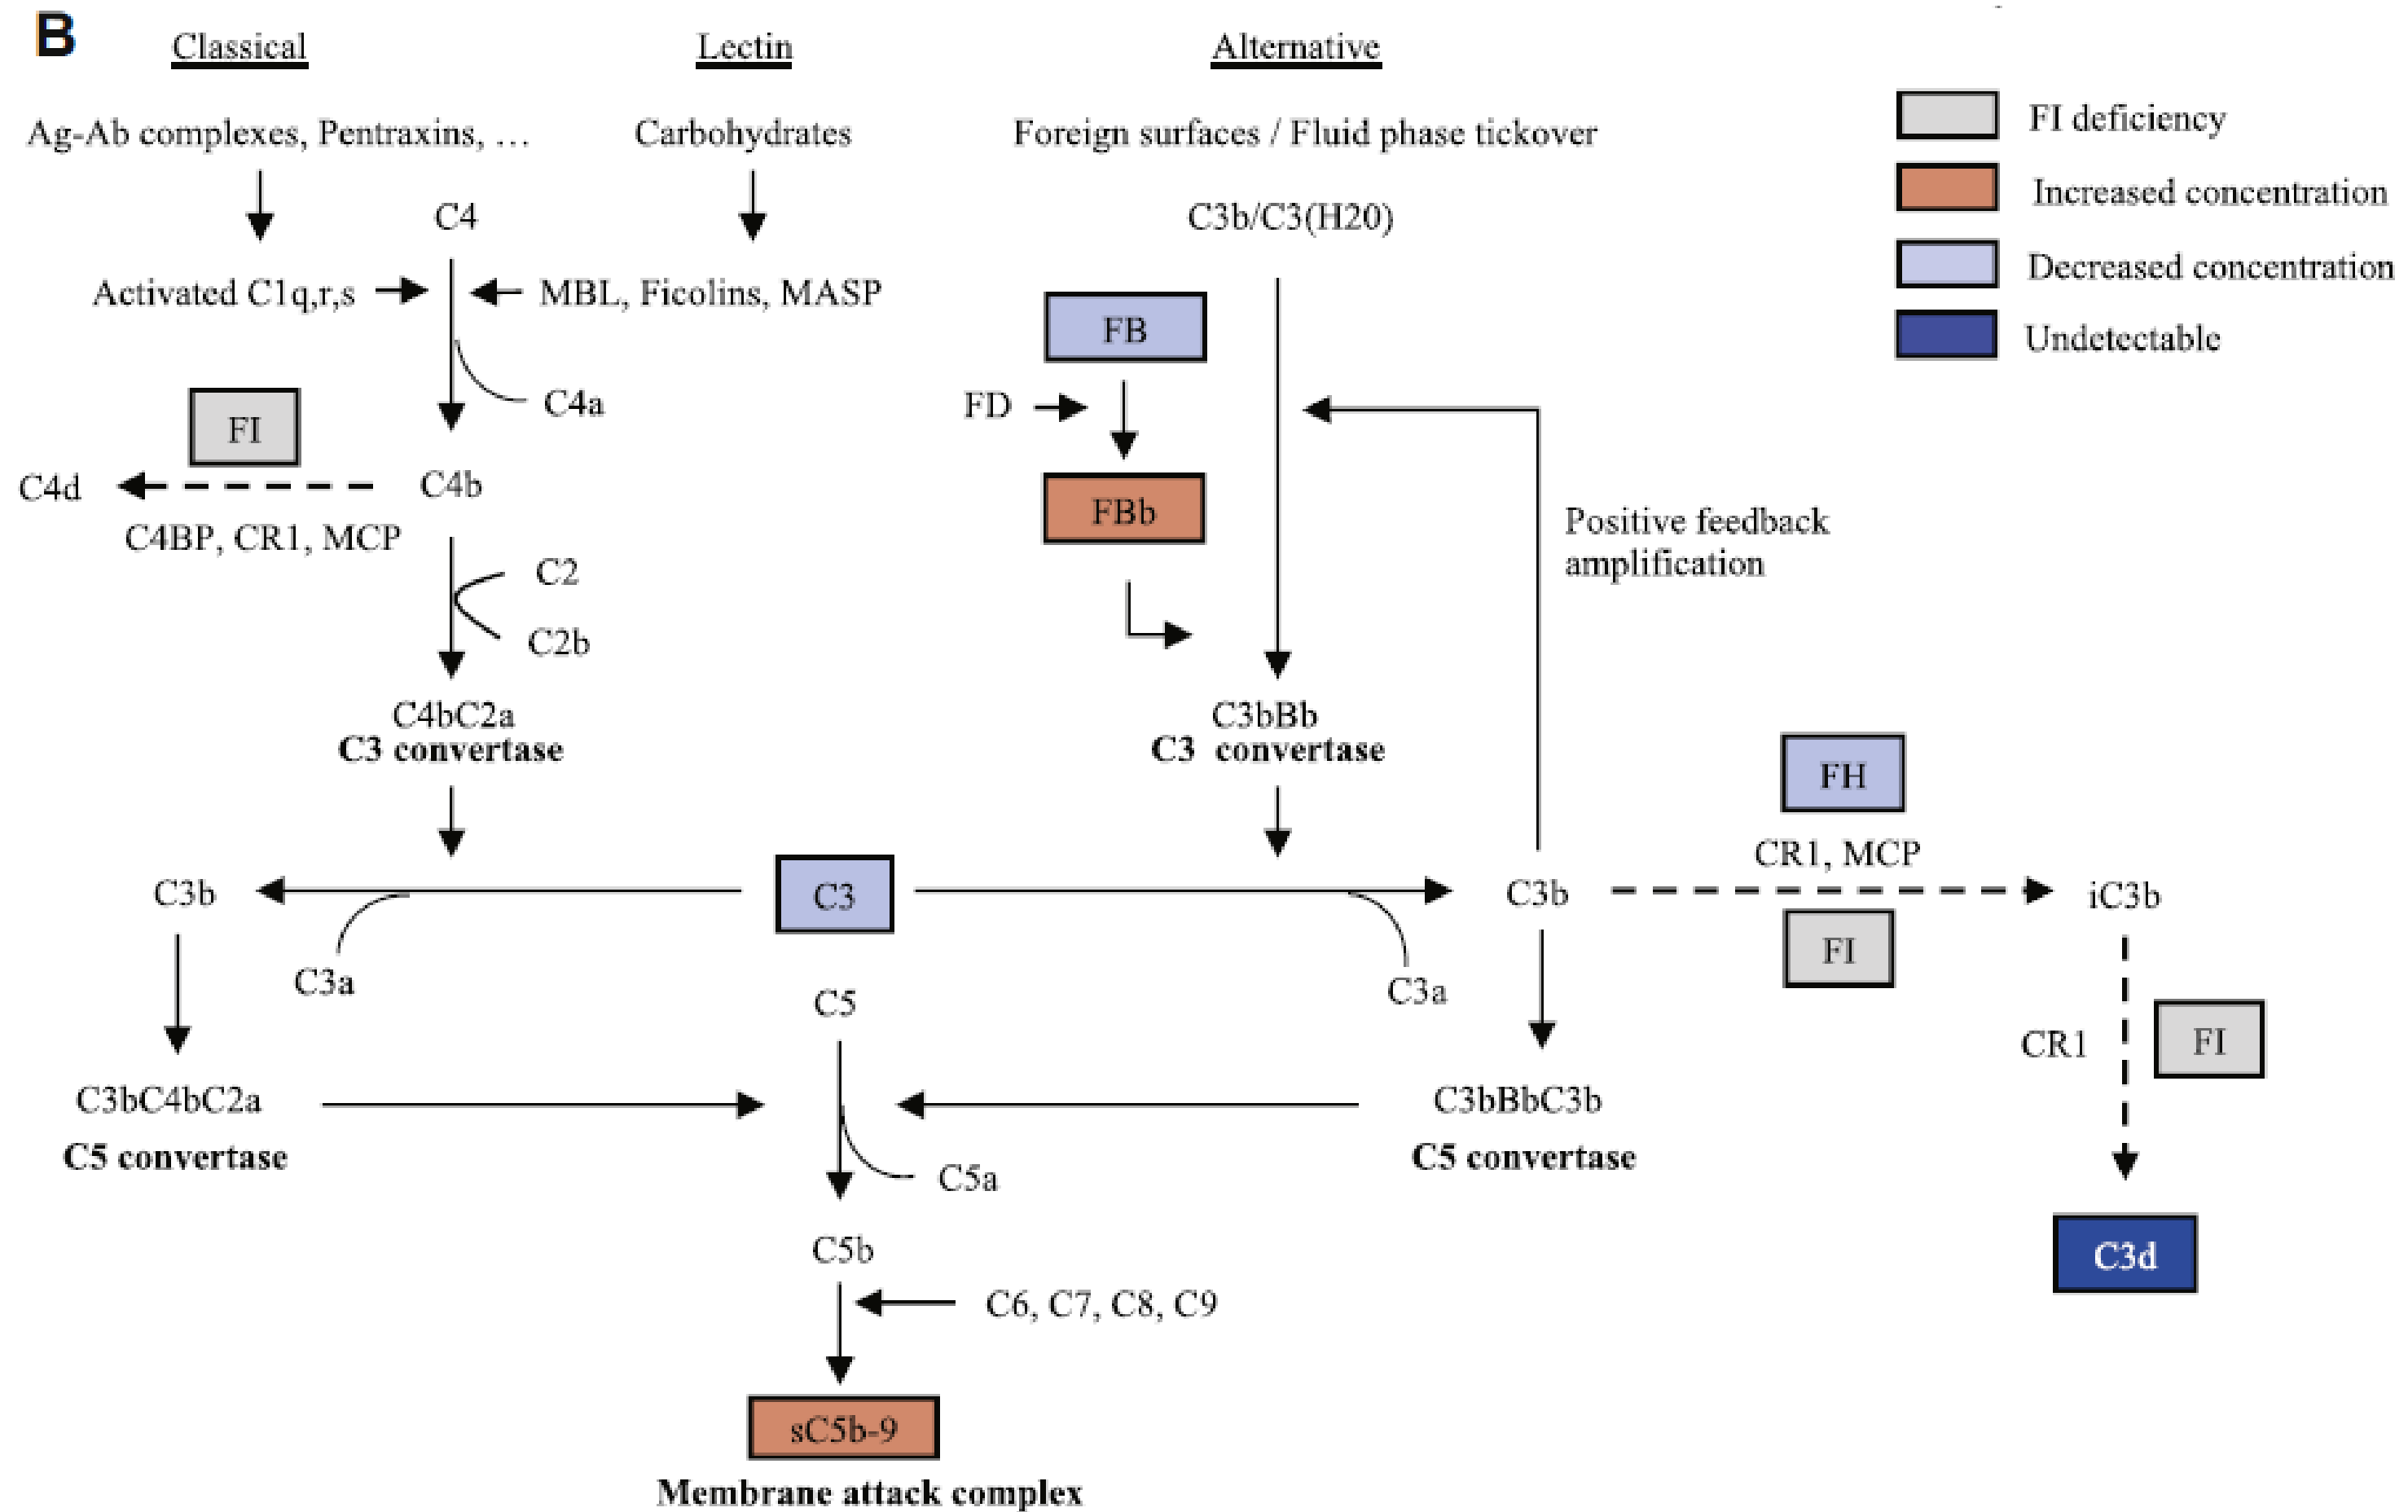 B
Classical
Lectin
Alternative
Ag-Ab complexes, Pentraxins, ...
Carbohydrates
Foreign surfaces / Fluid phase tickover
FI deficiency
Increased concentration
Decreased concentration
Undetectable
C4
C3b/C3(H20)
Activated C1q,r,s
MBL, Ficolins, MASP
FB
C4a
FD
FI
C4d
C4b
FBb
C4BP, CR1, MCP
Positive feedback
amplification
C2
C2b
C4bC2a
C3 convertase
C3bBb
C3 convertase
FH
CR1, MCP
C3b
C3
C3b
iC3b
FI
C3a
C3a
C5
CR1
FI
C3bC4bC2a
C5 convertase
C3bBbC3b
C5 convertase
C5a
C5b
C3d
C6, C7, C8, C9
sC5b-9
Membrane attack complex